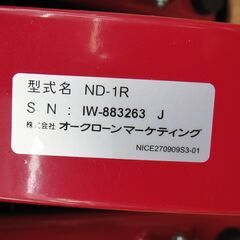 型式名 ND-1R
S N : IW-883263 J
株式会社 オークローンマーケティング
NICE270909S3-01